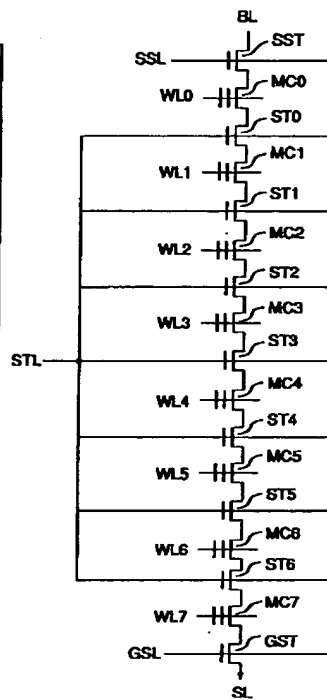 BL
SST
SSL
MC0
WL0
ST0
MC1
WL1
ST1
MC2
WL2
ST2
MC3
WL3
ST3
STL
MC4
WL4
ST4
MC5
WL5
ST5
MC6
WL6
ST6
MC7
WL7
GST
GSL
SL